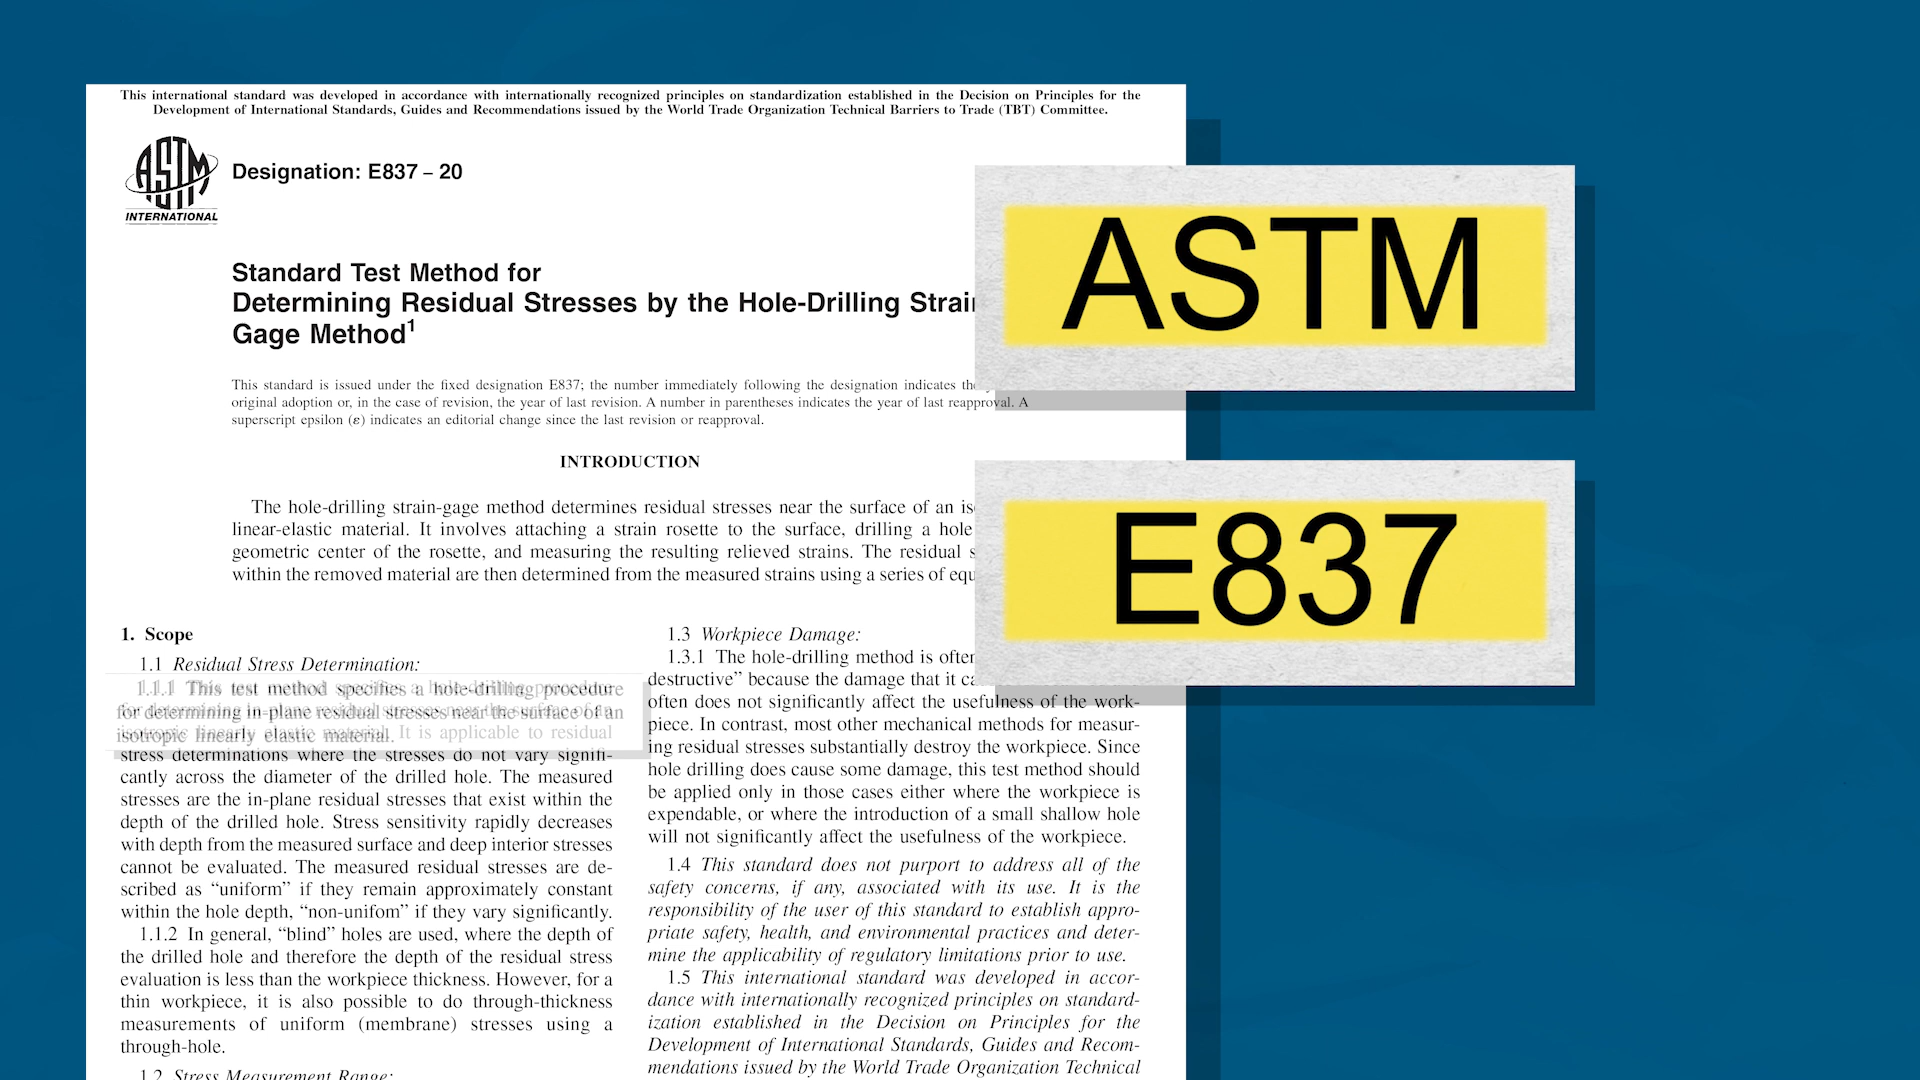 This international standard was developed in accordance with internationally recognized principles on standardization established in the Decision on Principles for the
Development of International Standards, Guides and Recommendations issued by the World Trade Organization Technical Barriers to Trade (TBT) Committee.
ASTM
INTERNATIONAL
Designation: E837 – 20
Standard Test Method for
Determining Residual Stresses by the Hole-Drilling Strain
Gage Method1
This standard is issued under the fixed designation E837; the number immediately following the designation indicates the
original adoption or, in the case of revision, the year of last revision. A number in parentheses indicates the year of last reapproval. A
superscript epsilon (ε) indicates an editorial change since the last revision or reapproval.
INTRODUCTION
The hole-drilling strain-gage method determines residual stresses near the surface of an
linear-elastic material. It involves attaching a strain rosette to the surface, drilling a hole
geometric center of the rosette, and measuring the resulting relieved strains. The residual
within the removed material are then determined from the measured strains using a series of
1. Scope
1.1 Residual Stress Determination:
1.1.1 This test method specifies a hole-drilling procedure
for determining in-plane residual stresses near the surface of an
isotropic linearly elastic material. It is applicable to residual
stress determinations where the stresses do not vary signifi-
cantly across the diameter of the drilled hole. The measured
stresses are the in-plane residual stresses that exist within the
depth of the drilled hole. Stress sensitivity rapidly decreases
with depth from the measured surface and deep interior stresses
cannot be evaluated. The measured residual stresses are de-
scribed as “uniform” if they remain approximately constant
within the hole depth, “non-unifom” if they vary significantly.
1.1.2 In general, “blind” holes are used, where the depth of
the drilled hole and therefore the depth of the residual stress
evaluation is less than the workpiece thickness. However, for a
thin workpiece, it is also possible to do through-thickness
measurements of uniform (membrane) stresses using a
through-hole.
1.2 Stress Measurement Range:
1.3 Workpiece Damage:
1.3.1 The hole-drilling method is often
destructive” because the damage that it
often does not significantly affect the usefulness of the work-
piece. In contrast, most other mechanical methods for measur-
ing residual stresses substantially destroy the workpiece. Since
hole drilling does cause some damage, this test method should
be applied only in those cases either where the workpiece is
expendable, or where the introduction of a small shallow hole
will not significantly affect the usefulness of the workpiece.
1.4 This standard does not purport to address all of the
safety concerns, if any, associated with its use. It is the
responsibility of the user of this standard to establish appro-
priate safety, health, and environmental practices and deter-
mine the applicability of regulatory limitations prior to use.
1.5 This international standard was developed in accor-
dance with internationally recognized principles on standard-
ization established in the Decision on Principles for the
Development of International Standards, Guides and Recom-
mendations issued by the World Trade Organization Technical
ASTM
E837